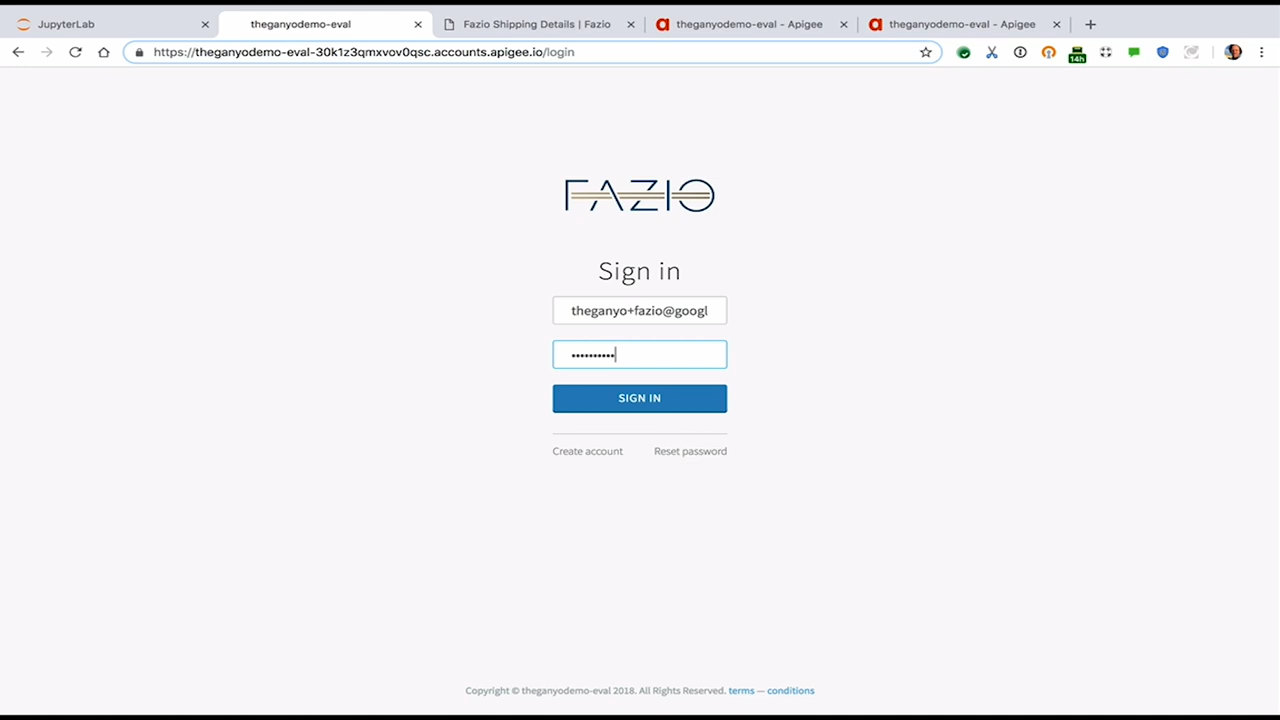 JupyterLab
theganyodemo-eval
Fazio Shipping Details | Fazio
theganyodemo-eval - Apigee
theganyodemo-eval - Apigee
https://theganyodemo-eval-30k1z3qmxvov0qsc.accounts.apigee.io/login
14h
FAZIO
Sign in
theganyo+fazio@googl
••••••••••
SIGN IN
Create account
Reset password
Copyright © theganyodemo-eval 2018. All Rights Reserved. terms — conditions